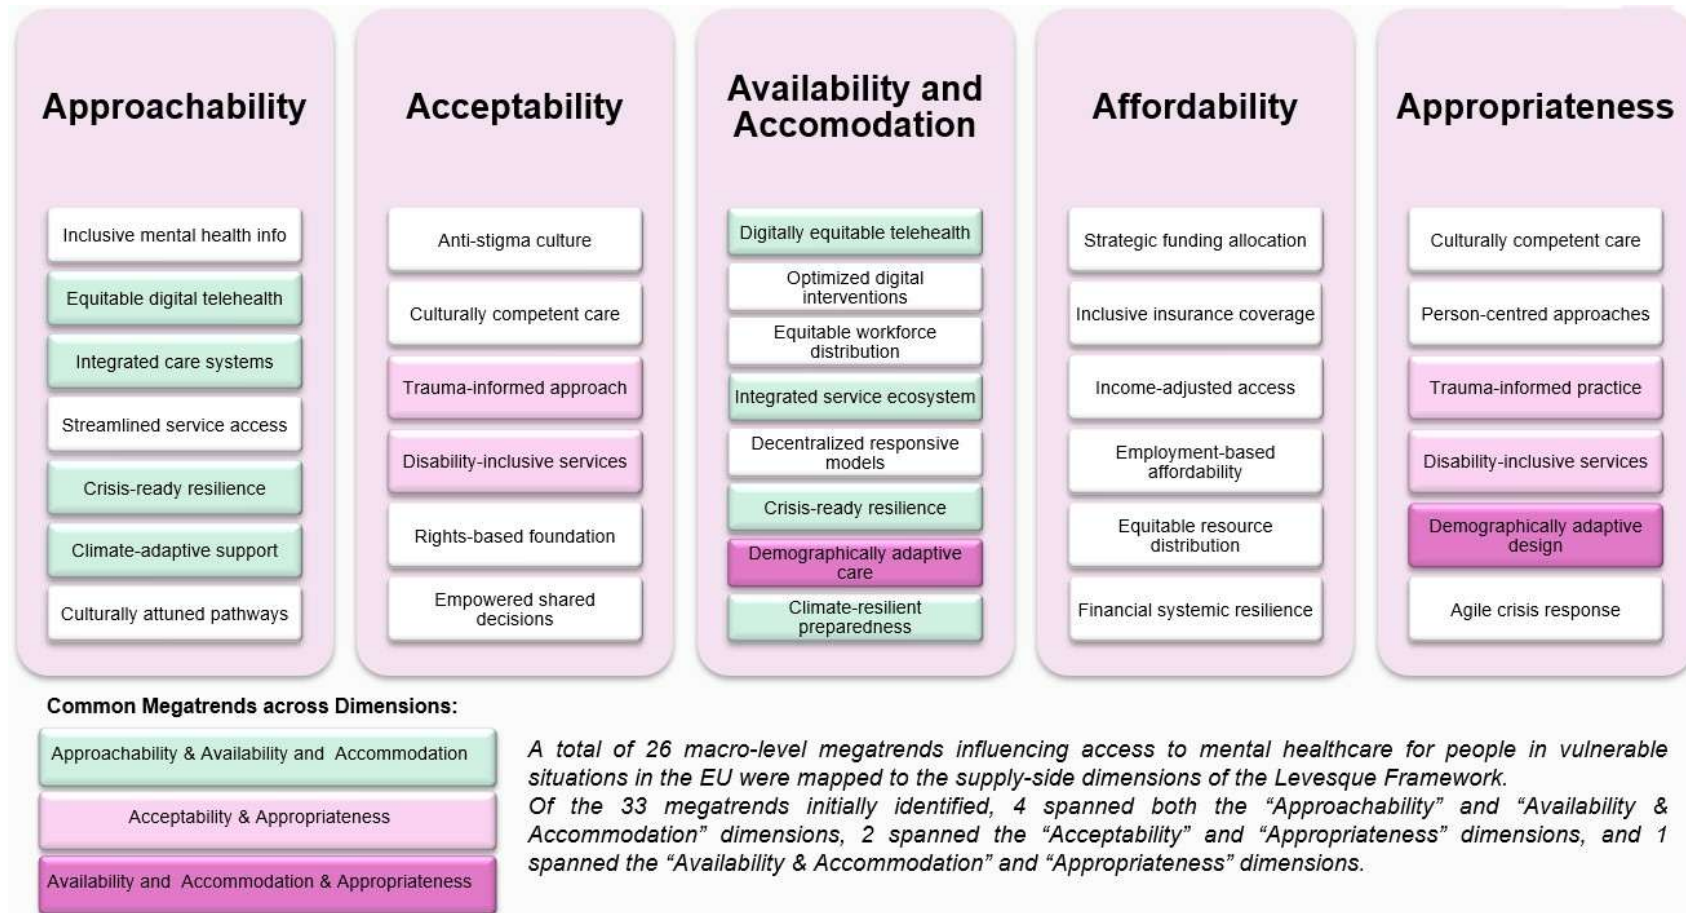 Approachability
Inclusive mental health info
Equitable digital telehealth
Integrated care systems
Streamlined service access
Crisis-ready resilience
Climate-adaptive support
Culturally attuned pathways
Acceptability
Anti-stigma culture
Culturally competent care
Trauma-informed approach
Disability-inclusive services
Rights-based foundation
Empowered shared
decisions
Availability and
Accomodation
Digitally equitable telehealth
Optimized digital
interventions
Equitable workforce
distribution
Integrated service ecosystem
Decentralized responsive
models
Crisis-ready resilience
Demographically adaptive
care
Climate-resilient
preparedness
Affordability
Strategic funding allocation
Inclusive insurance coverage
Income-adjusted access
Employment-based
affordability
Equitable resource
distribution
Financial systemic resilience
Appropriateness
Culturally competent care
Person-centred approaches
Trauma-informed practice
Disability-inclusive services
Demographically adaptive
design
Agile crisis response
Common Megatrends across Dimensions:
Approachability & Availability and Accommodation
Acceptability & Appropriateness
Availability and Accommodation & Appropriateness
A total of 26 macro-level megatrends influencing access to mental healthcare for people in vulnerable
situations in the EU were mapped to the supply-side dimensions of the Levesque Framework.
Of the 33 megatrends initially identified, 4 spanned both the “Approachability” and “Availability &
Accommodation” dimensions, 2 spanned the “Acceptability” and “Appropriateness” dimensions, and 1
spanned the “Availability & Accommodation” and “Appropriateness” dimensions.